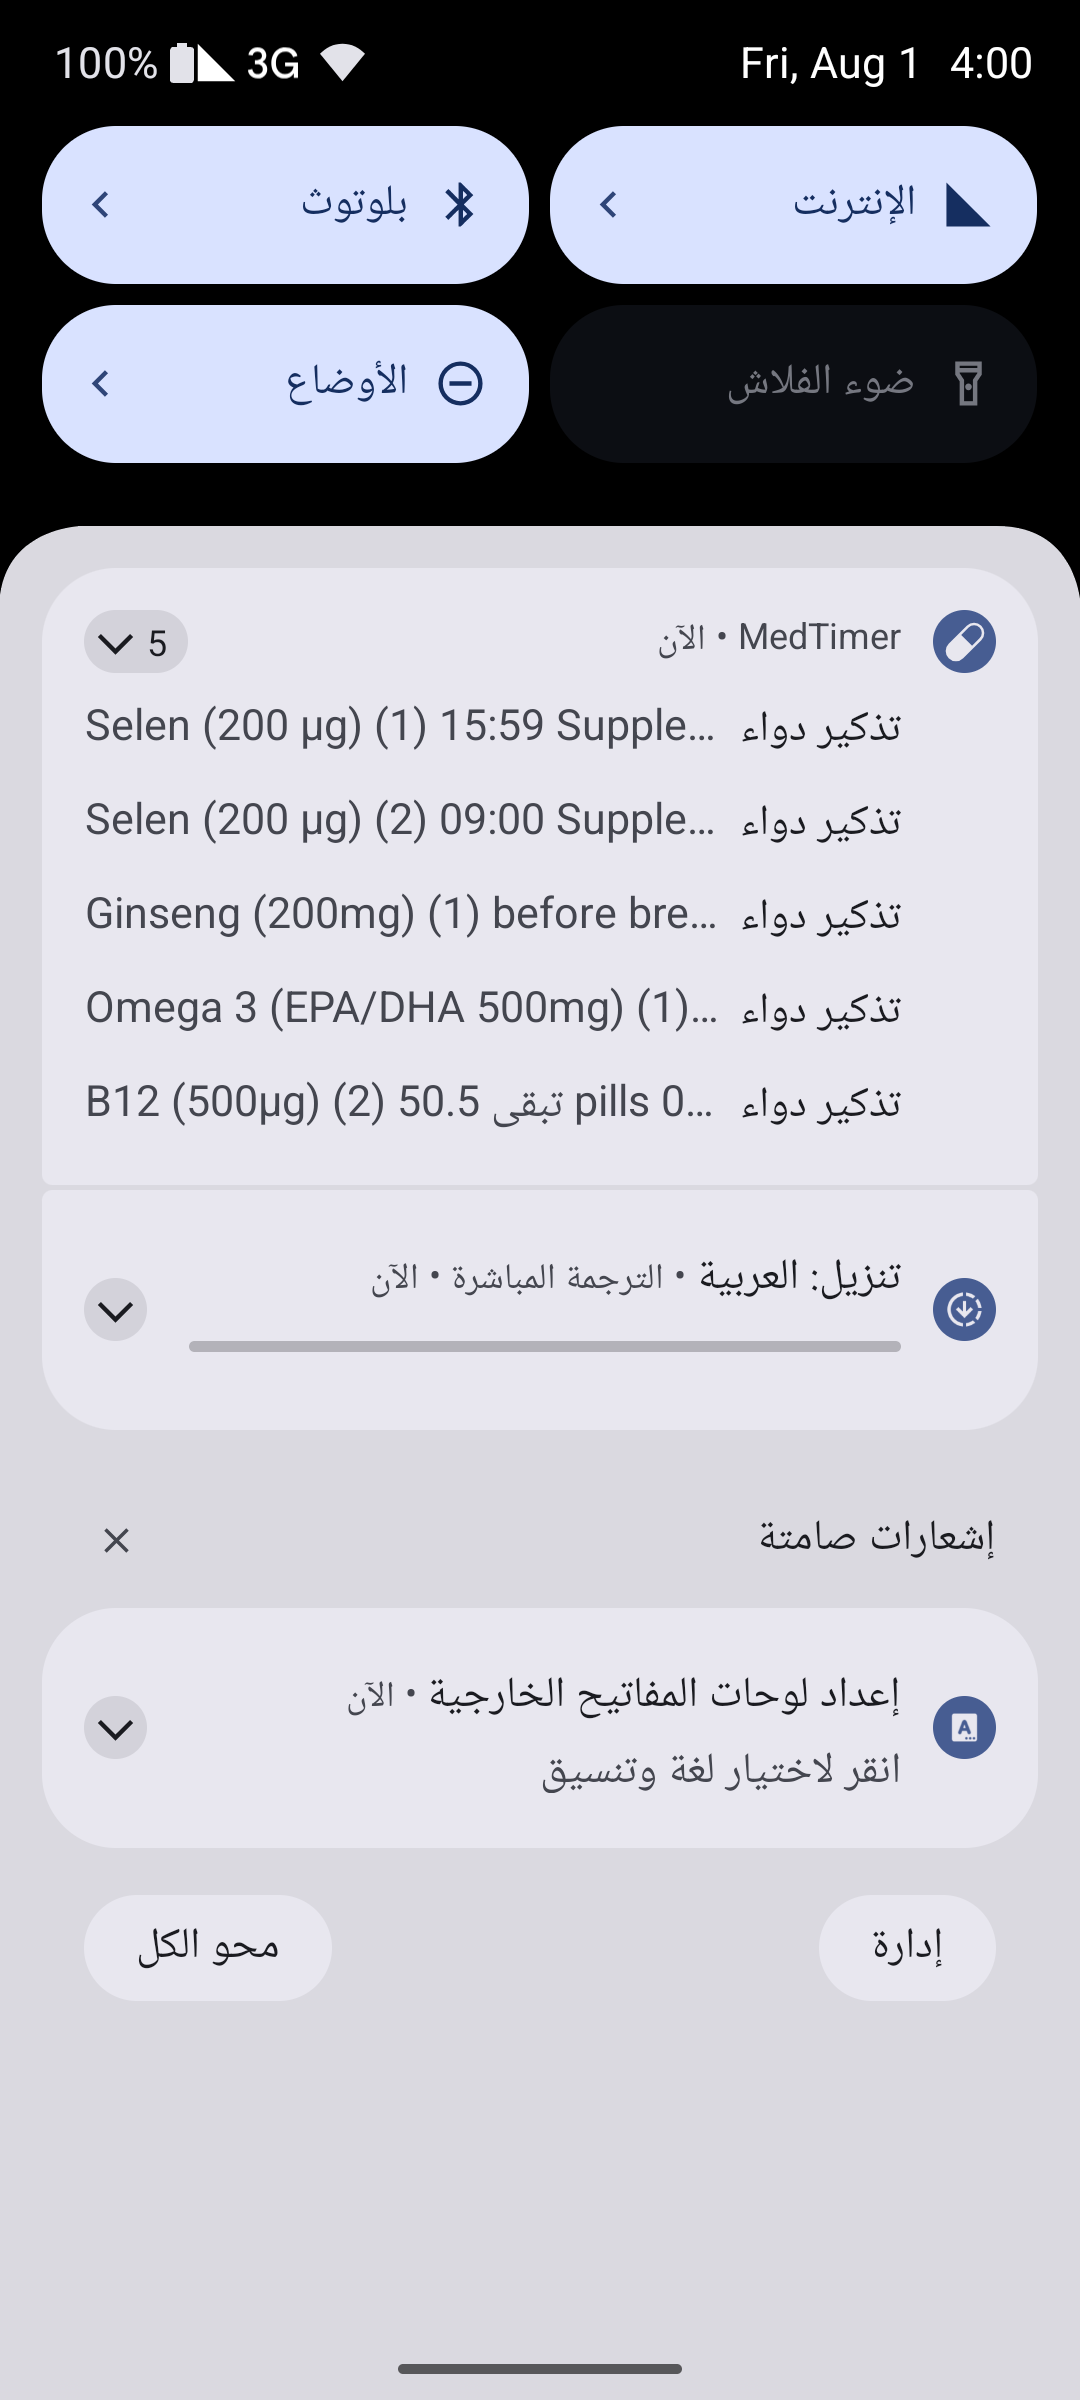 100% 3G Fri, Aug 1 4:00
الإنترنت
بلوتوث
ضوء الفلاش
الأوضاع
MedTimer • الآن
5
تذكير دواء Selen (200 µg) (1) 15:59 Supple…
تذكير دواء Selen (200 µg) (2) 09:00 Supple…
تذكير دواء Ginseng (200mg) (1) before bre…
تذكير دواء Omega 3 (EPA/DHA 500mg) (1)…
تذكير دواء B12 (500µg) (2) 50.5 تبقى pills 0…
تنزيل: العربية • الترجمة المباشرة • الآن
إشعارات صامتة
إعداد لوحات المفاتيح الخارجية • الآن
انقر لاختيار لغة وتنسيق
إدارة
محو الكل